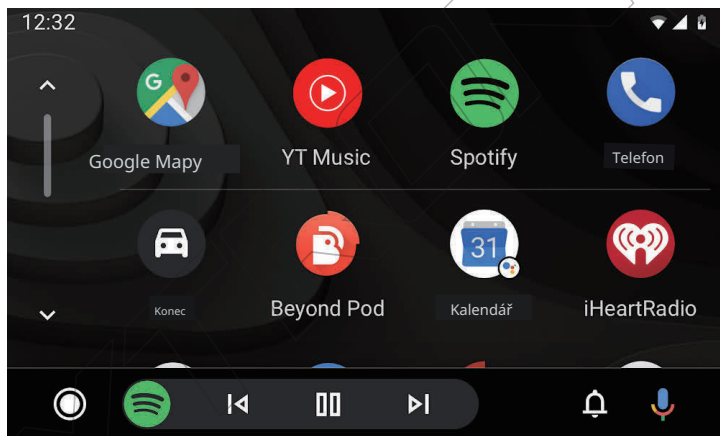 12:32
Google Mapy
YT Music
Spotify
Telefon
Konec
31
Beyond Pod
Kalendář
iHeartRadio